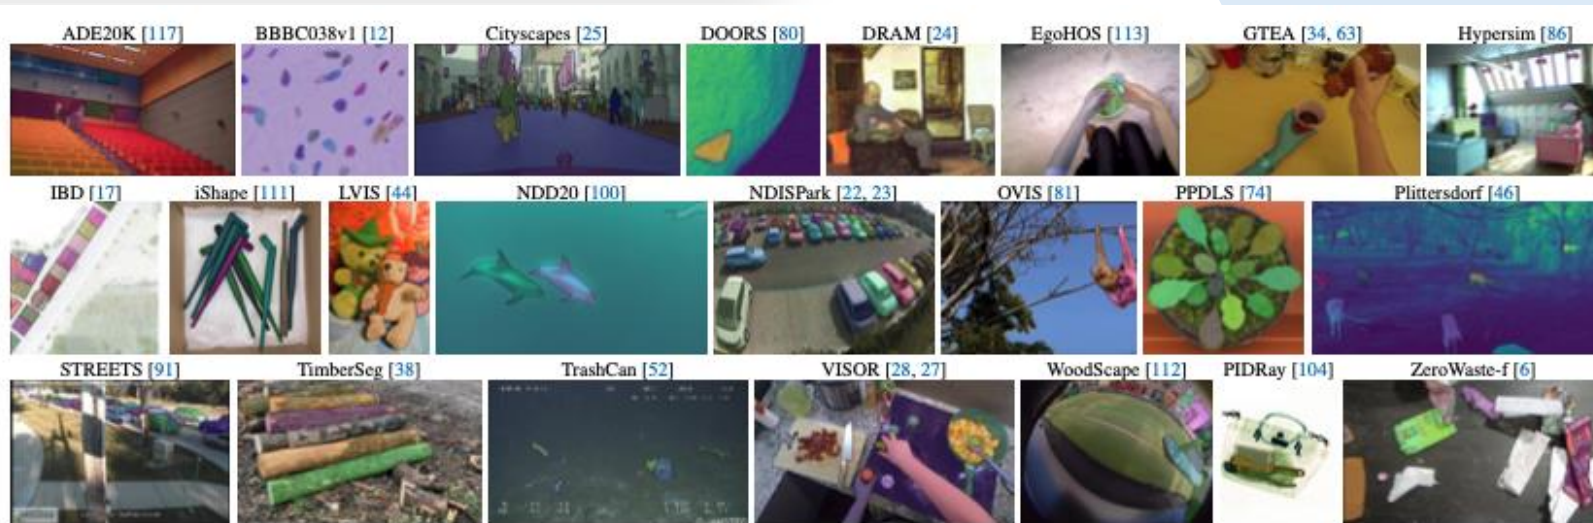 ADE20K [117] BBBC038v1 [12] Cityscapes [25] DOORS [80] DRAM [24] EgoHOS [113] GTEA [34, 63] Hypersim [86]
IBD [17] iShape [111] LVIS [44] NDD20 [100] NDISPark [22, 23] OVIS [81] PPDLS [74] Plittersdorf [46]
STREETS [91] TimberSeg [38] TrashCan [52] VISOR [28, 27] WoodScape [112] PIDRay [104] ZeroWaste-f [6]